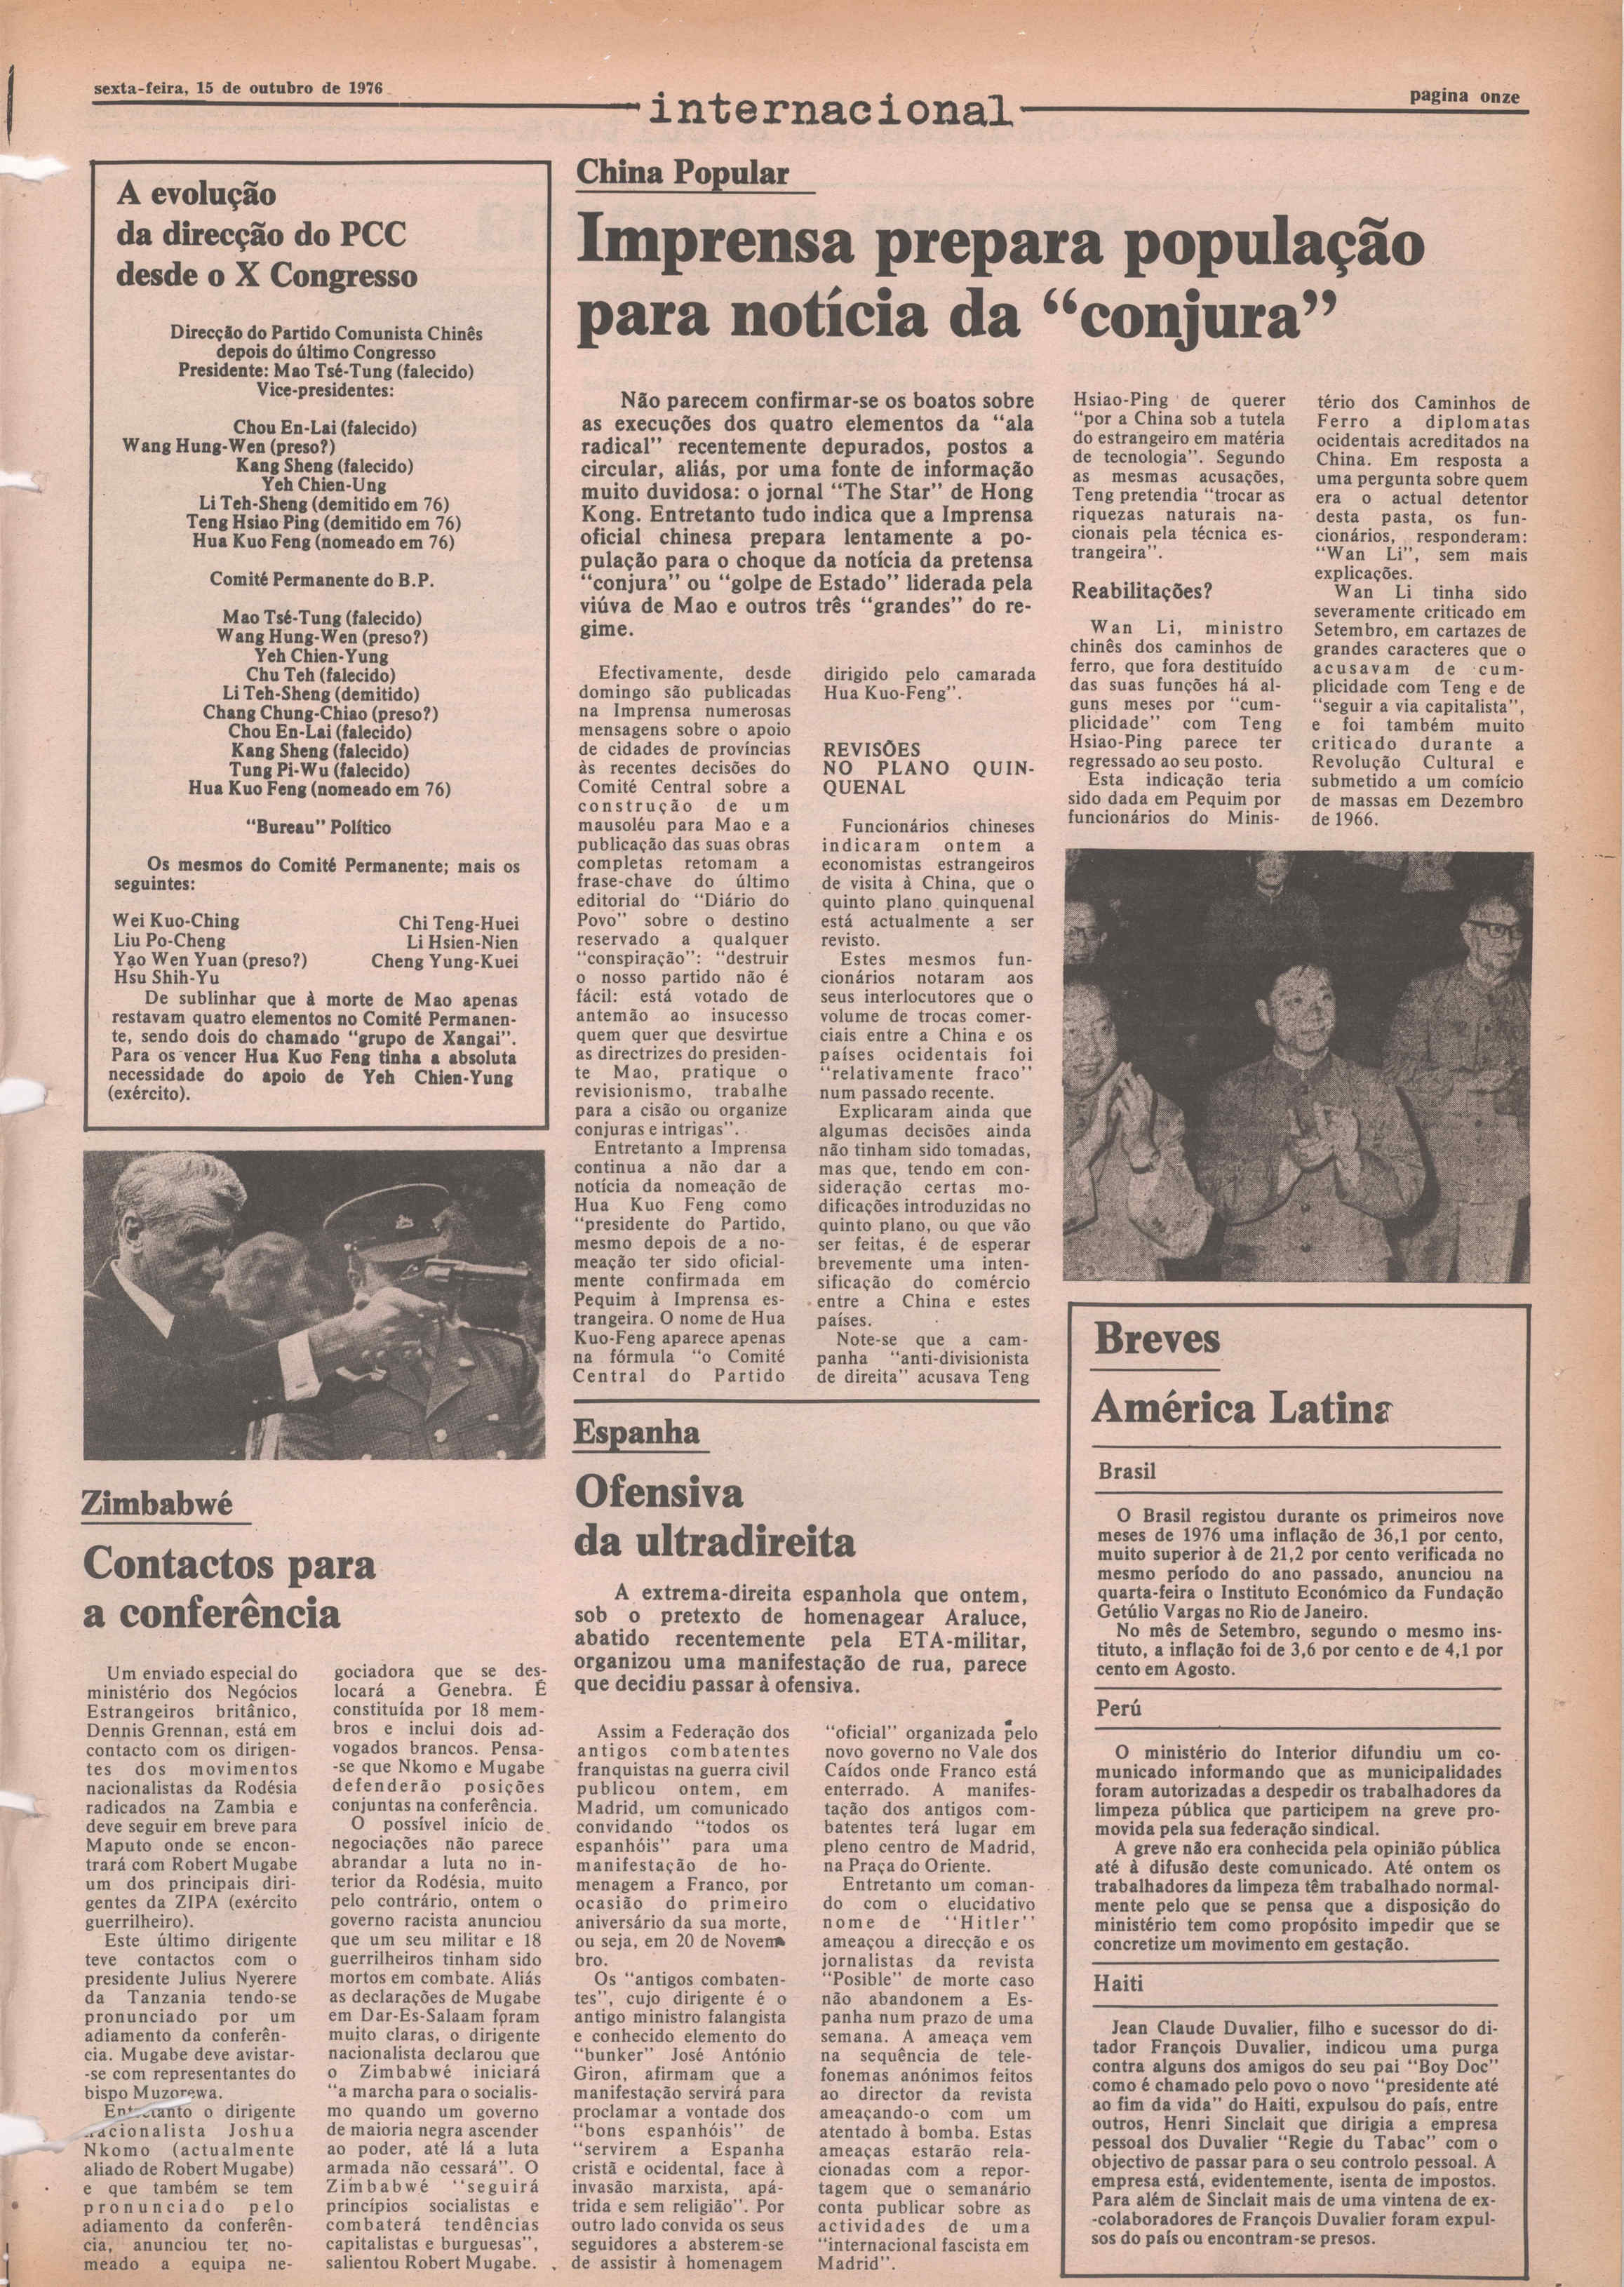 sexta-feira, 15 de outubro de 1976
internacional
pagina onze
A evolução
da direcção do PCC
desde o X Congresso
Direcção do Partido Comunista Chinês
depois do último Congresso
Presidente: Mao Tsé-Tung (falecido)
Vice-presidentes:
Chou En-Lai (falecido)
Wang Hung-Wen (preso?)
Kang Sheng (falecido)
Yeh Chien-Ung
Li Teh-Sheng (demitido em 76)
Teng Hsiao Ping (demitido em 76)
Hua Kuo Feng (nomeado em 76)
Comité Permanente do B.P.
Mao Tsé-Tung (falecido)
Wang Hung-Wen (preso?)
Yeh Chien-Yung
Chu Teh (falecido)
Li Teh-Sheng (demitido)
Chang Chung-Chiao (preso?)
Chou En-Lai (falecido)
Kang Sheng (falecido)
Tung Pi-Wu (falecido)
Hua Kuo Feng (nomeado em 76)
"Bureau" Político
Os mesmos do Comité Permanente; mais os
seguintes:
Wei Kuo-Ching Chi Teng-Huei
Liu Po-Cheng Li Hsien-Nien
Yao Wen Yuan (preso?) Cheng Yung-Kuei
Hsu Shih-Yu
De sublinhar que à morte de Mao apenas
restavam quatro elementos no Comité Permanen-
te, sendo dois do chamado "grupo de Xangai".
Para os vencer Hua Kuo Feng tinha a absoluta
necessidade do apoio de Yeh Chien-Yung
(exército).
China Popular
Imprensa prepara população
para notícia da "conjura"
Não parecem confirmar-se os boatos sobre
as execuções dos quatro elementos da "ala
radical" recentemente depurados, postos a
circular, aliás, por uma fonte de informação
muito duvidosa: o jornal "The Star" de Hong
Kong. Entretanto tudo indica que a Imprensa
oficial chinesa prepara lentamente a po-
pulação para o choque da notícia da pretensa
"conjura" ou "golpe de Estado" liderada pela
viúva de Mao e outros três "grandes" do re-
gime.
Efectivamente, desde
domingo são publicadas
na Imprensa numerosas
mensagens sobre o apoio
de cidades de províncias
às recentes decisões do
Comité Central sobre a
construção de um
mausoléu para Mao e a
publicação das suas obras
completas retomam a
frase-chave do último
editorial do "Diário do
Povo" sobre o destino
reservado a qualquer
"conspiração": "destruir
o nosso partido não é
fácil: está votado de
antemão ao insucesso
quem quer que desvirtue
as directrizes do presiden-
te Mao, pratique o
revisionismo, trabalhe
para a cisão ou organize
conjuras e intrigas".
Entretanto a Imprensa
continua a não dar a
notícia da nomeação de
Hua Kuo Feng como
"presidente do Partido,
mesmo depois de a no-
meação ter sido oficial-
mente confirmada em
Pequim à Imprensa es-
trangeira. O nome de Hua
Kuo-Feng aparece apenas
na fórmula "o Comité
Central do Partido
dirigido pelo camarada
Hua Kuo-Feng".
REVISÕES
NO PLANO QUIN-
QUENAL
Funcionários chineses
indicaram ontem a
economistas estrangeiros
de visita à China, que o
quinto plano quinquenal
está actualmente a ser
revisto.
Estes mesmos fun-
cionários notaram aos
seus interlocutores que o
volume de trocas comer-
ciais entre a China e os
países ocidentais foi
"relativamente fraco"
num passado recente.
Explicaram ainda que
algumas decisões ainda
não tinham sido tomadas,
mas que, tendo em con-
sideração certas mo-
dificações introduzidas no
quinto plano, ou que vão
ser feitas, é de esperar
brevemente uma inten-
sificação do comércio
entre a China e estes
países.
Note-se que a cam-
panha "anti-divisionista
de direita" acusava Teng
Hsiao-Ping de querer
"por a China sob a tutela
do estrangeiro em matéria
de tecnologia". Segundo
as mesmas acusações,
Teng pretendia "trocar as
riquezas naturais na-
cionais pela técnica es-
trangeira".
Reabilitações?
Wan Li, ministro
chinês dos caminhos de
ferro, que fora destituído
das suas funções há al-
guns meses por "cum-
plicidade" com Teng
Hsiao-Ping parece ter
regressado ao seu posto.
Esta indicação teria
sido dada em Pequim por
funcionários do Minis-
tério dos Caminhos de
Ferro a diplomatas
ocidentais acreditados na
China. Em resposta a
uma pergunta sobre quem
era o actual detentor
desta pasta, os fun-
cionários, responderam:
"Wan Li", sem mais
explicações.
Wan Li tinha sido
severamente criticado em
Setembro, em cartazes de
grandes caracteres que o
acusavam de cum-
plicidade com Teng e de
"seguir a via capitalista",
e foi também muito
criticado durante a
Revolução Cultural e
submetido a um comício
de massas em Dezembro
de 1966.
Zimbabwé
Contactos para
a conferência
Um enviado especial do
ministério dos Negócios
Estrangeiros britânico,
Dennis Grennan, está em
contacto com os dirigen-
tes dos movimentos
nacionalistas da Rodésia
radicados na Zambia e
deve seguir em breve para
Maputo onde se encon-
trará com Robert Mugabe
um dos principais diri-
gentes da ZIPA (exército
guerrilheiro).
Este último dirigente
teve contactos com o
presidente Julius Nyerere
da Tanzania tendo-se
pronunciado por um
adiamento da conferên-
cia. Mugabe deve avistar-
-se com representantes do
bispo Muzorewa.
Entretanto o dirigente
nacionalista Joshua
Nkomo (actualmente
aliado de Robert Mugabe)
e que também se tem
pronunciado pelo
adiamento da conferên-
cia, anunciou ter no-
meado a equipa ne-
gociadora que se des-
locará a Genebra. É
constituída por 18 mem-
bros e inclui dois ad-
vogados brancos. Pensa-
-se que Nkomo e Mugabe
defenderão posições
conjuntas na conferência.
O possível início de
negociações não parece
abrandar a luta no in-
terior da Rodésia, muito
pelo contrário, ontem o
governo racista anunciou
que um seu militar e 18
guerrilheiros tinham sido
mortos em combate. Aliás
as declarações de Mugabe
em Dar-Es-Salaam foram
muito claras, o dirigente
nacionalista declarou que
o Zimbabwé iniciará
"a marcha para o socialis-
mo quando um governo
de maioria negra ascender
ao poder, até lá a luta
armada não cessará". O
Zimbabwé "seguirá
princípios socialistas e
combaterá tendências
capitalistas e burguesas",
salientou Robert Mugabe.
Espanha
Ofensiva
da ultradireita
A extrema-direita espanhola que ontem,
sob o pretexto de homenagear Araluce,
abatido recentemente pela ETA-militar,
organizou uma manifestação de rua, parece
que decidiu passar à ofensiva.
Assim a Federação dos
antigos combatentes
franquistas na guerra civil
publicou ontem, em
Madrid, um comunicado
convidando "todos os
espanhóis" para uma
manifestação de ho-
menagem a Franco, por
ocasião do primeiro
aniversário da sua morte,
ou seja, em 20 de Novem
bro.
Os "antigos combaten-
tes", cujo dirigente é o
antigo ministro falangista
e conhecido elemento do
"bunker" José António
Giron, afirmam que a
manifestação servirá para
proclamar a vontade dos
"bons espanhóis" de
"servirem a Espanha
cristã e ocidental, face à
invasão marxista, apá-
trida e sem religião". Por
outro lado convida os seus
seguidores a absterem-se
de assistir à homenagem
"oficial" organizada pelo
novo governo no Vale dos
Caídos onde Franco está
enterrado. A manifes-
tação dos antigos com-
batentes terá lugar em
pleno centro de Madrid,
na Praça do Oriente.
Entretanto um coman-
do com o elucidativo
nome de "Hitler"
ameaçou a direcção e os
jornalistas da revista
"Posible" de morte caso
não abandonem a Es-
panha num prazo de uma
semana. A ameaça vem
na sequência de tele-
fonemas anónimos feitos
ao director da revista
ameaçando-o com um
atentado à bomba. Estas
ameaças estarão rela-
cionadas com a repor-
tagem que o semanário
conta publicar sobre as
actividades de uma
"internacional fascista em
Madrid".
Breves
América Latina
Brasil
O Brasil registou durante os primeiros nove
meses de 1976 uma inflação de 36,1 por cento,
muito superior à de 21,2 por cento verificada no
mesmo período do ano passado, anunciou na
quarta-feira o Instituto Económico da Fundação
Getúlio Vargas no Rio de Janeiro.
No mês de Setembro, segundo o mesmo ins-
tituto, a inflação foi de 3,6 por cento e de 4,1 por
cento em Agosto.
Perú
O ministério do Interior difundiu um co-
municado informando que as municipalidades
foram autorizadas a despedir os trabalhadores da
limpeza pública que participem na greve pro-
movida pela sua federação sindical.
A greve não era conhecida pela opinião pública
até à difusão deste comunicado. Até ontem os
trabalhadores da limpeza têm trabalhado normal-
mente pelo que se pensa que a disposição do
ministério tem como propósito impedir que se
concretize um movimento em gestação.
Haiti
Jean Claude Duvalier, filho e sucessor do di-
tador François Duvalier, indicou uma purga
contra alguns dos amigos do seu pai "Boy Doc"
como é chamado pelo povo o novo "presidente até
ao fim da vida" do Haiti, expulsou do país, entre
outros, Henri Sinclait que dirigia a empresa
pessoal dos Duvalier "Regie du Tabac" com o
objectivo de passar para o seu controlo pessoal. A
empresa está, evidentemente, isenta de impostos.
Para além de Sinclait mais de uma vintena de ex-
-colaboradores de François Duvalier foram expul-
sos do país ou encontram-se presos.